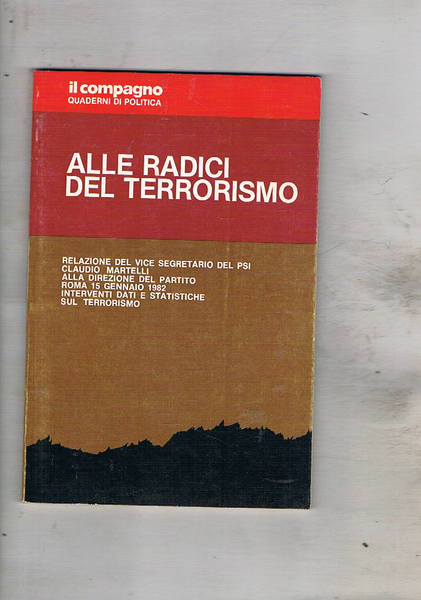 il compagno
QUADERNI DI POLITICA
ALLE RADICI
DEL TERRORISMO
RELAZIONE DEL VICE SEGRETARIO DEL PSI
CLAUDIO MARTELLI
ALLA DIREZIONE DEL PARTITO
ROMA 15 GENNAIO 1982
INTERVENTI DATI E STATISTICHE
SUL TERRORISMO